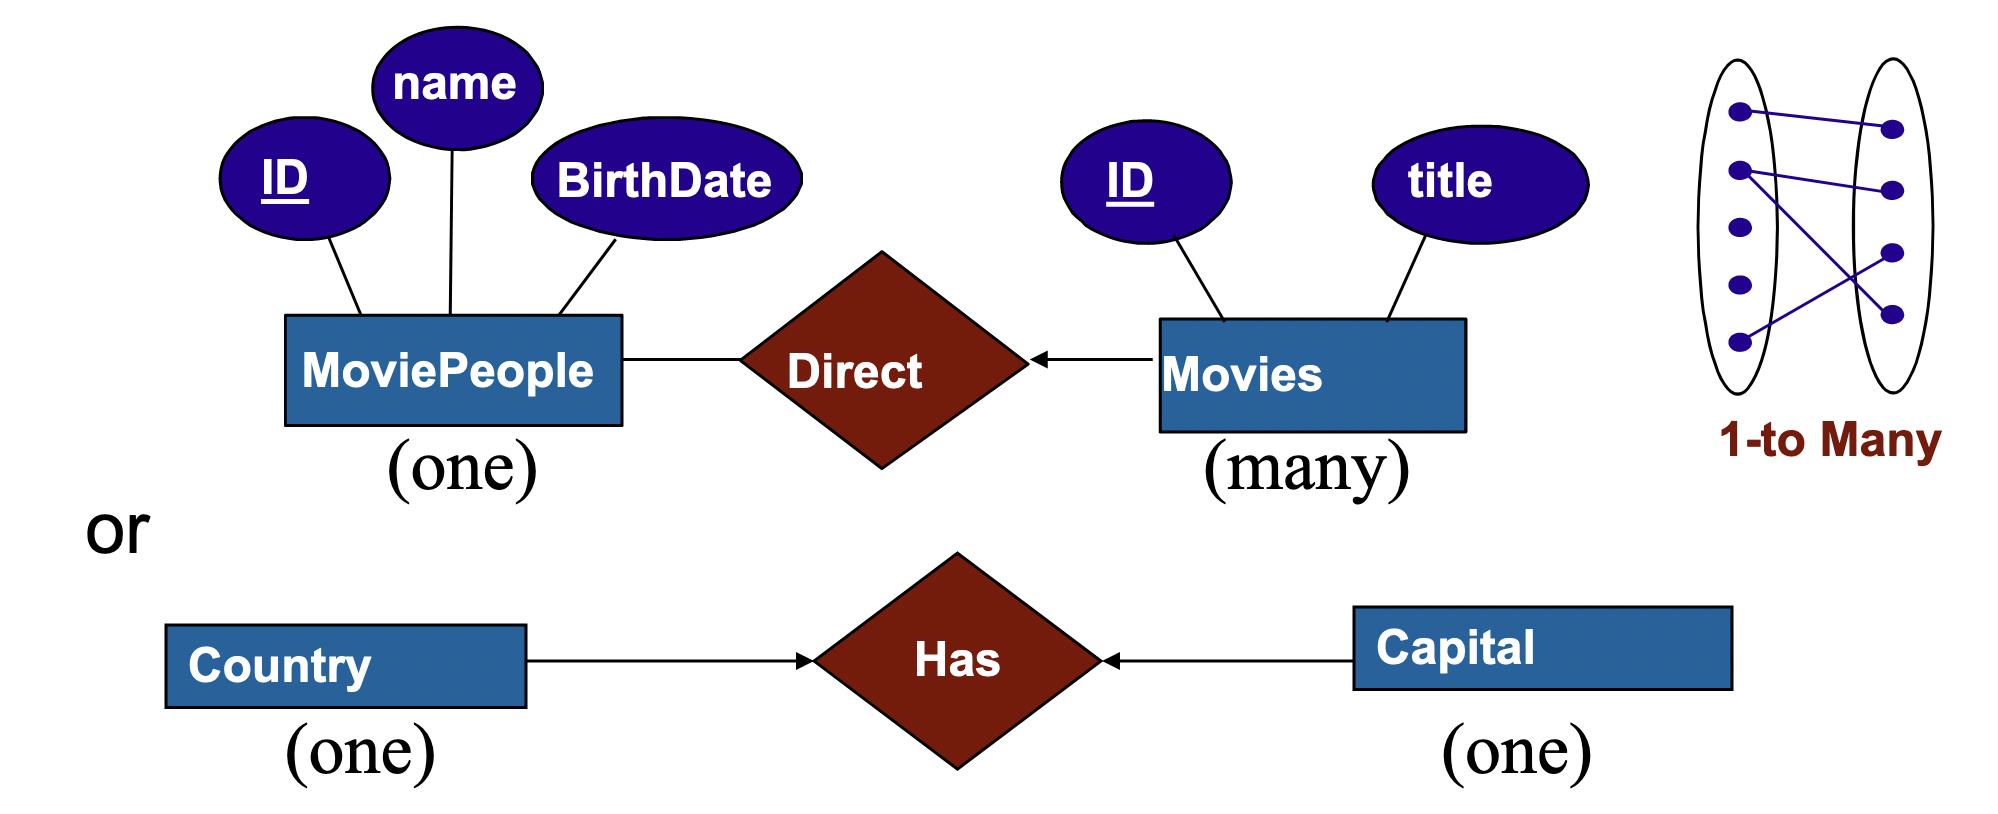 name
ID
BirthDate
ID
title
MoviePeople
Direct
Movies
(one)
(many)
1-to Many
or
Country
Has
Capital
(one)
(one)